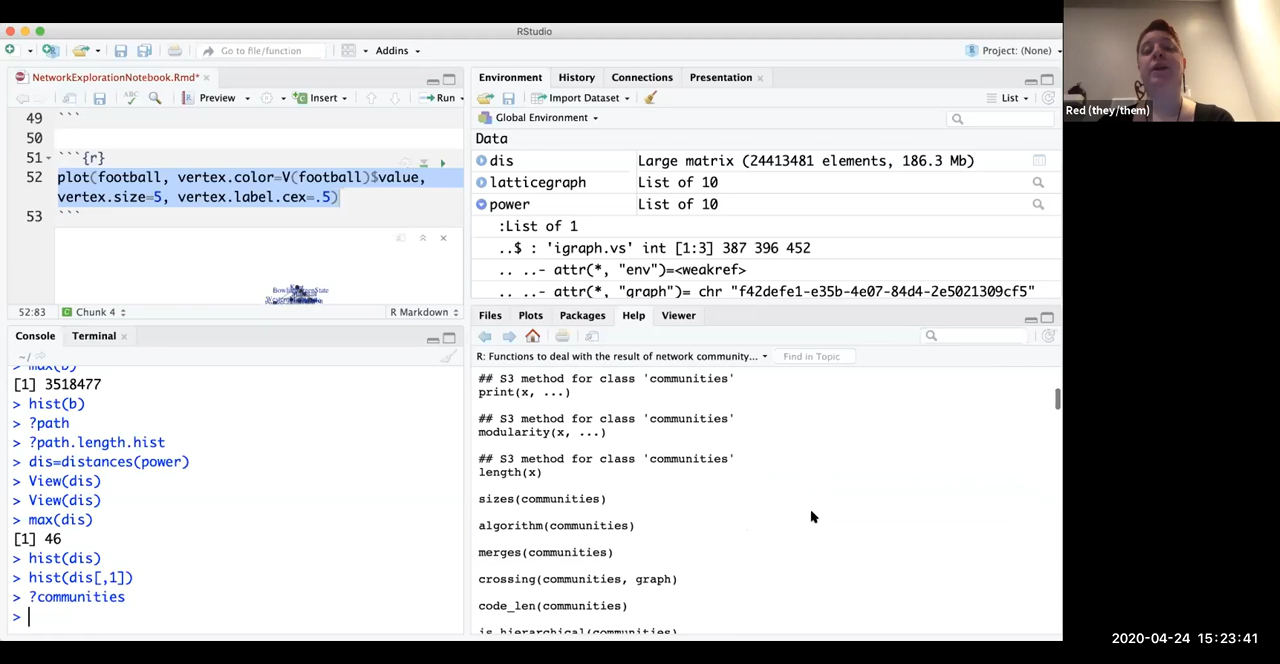 RStudio
Go to file/function
Addins
Project: (None)
NetworkExplorationNotebook.Rmd*
Preview
Insert
Run
49 ```
50
51 ```{r}
52 plot(football, vertex.color=V(football)$value,
vertex.size=5, vertex.label.cex=.5)
53 ```
52:83
Chunk 4
R Markdown
Console
Terminal
~/
> max(b)
[1] 3518477
> hist(b)
> ?path
> ?path.length.hist
> dis=distances(power)
> View(dis)
> View(dis)
> max(dis)
[1] 46
> hist(dis)
> hist(dis[,1])
> ?communities
>
Environment
History
Connections
Presentation
Import Dataset
List
Global Environment
Data
dis Large matrix (24413481 elements, 186.3 Mb)
latticegraph List of 10
power List of 10
:List of 1
..$ : 'igraph.vs' int [1:3] 387 396 452
.. ..- attr(*, "env")=<weakref>
.. ..- attr(*, "graph")= chr "f42defe1-e35b-4e07-84d4-2e5021309cf5"
Files
Plots
Packages
Help
Viewer
R: Functions to deal with the result of network community...
Find in Topic
## S3 method for class 'communities'
print(x, ...)
## S3 method for class 'communities'
modularity(x, ...)
## S3 method for class 'communities'
length(x)
sizes(communities)
algorithm(communities)
merges(communities)
crossing(communities, graph)
code_len(communities)
is_hierarchical(communities)
Red (they/them)
2020-04-24 15:23:41